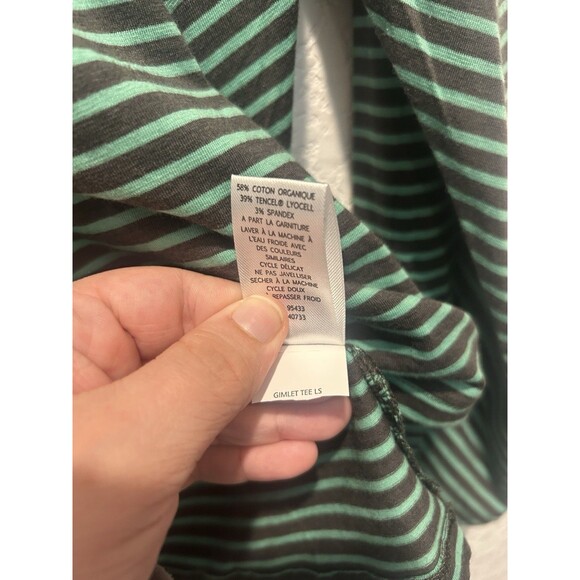 58% COTON ORGANIQUE
39% TENCEL® LYOCELL
3% SPANDEX
A PART LA GARNITURE
LAVER À LA MACHINE À
L'EAU FROIDE AVEC
DES COULEURS
SIMILAIRES
CYCLE DÉLICAT
NE PAS JAVELLISER
SÉCHER À LA MACHINE
CYCLE DOUX
REPASSER FROID
95433
40733
GIMLET TEE LS